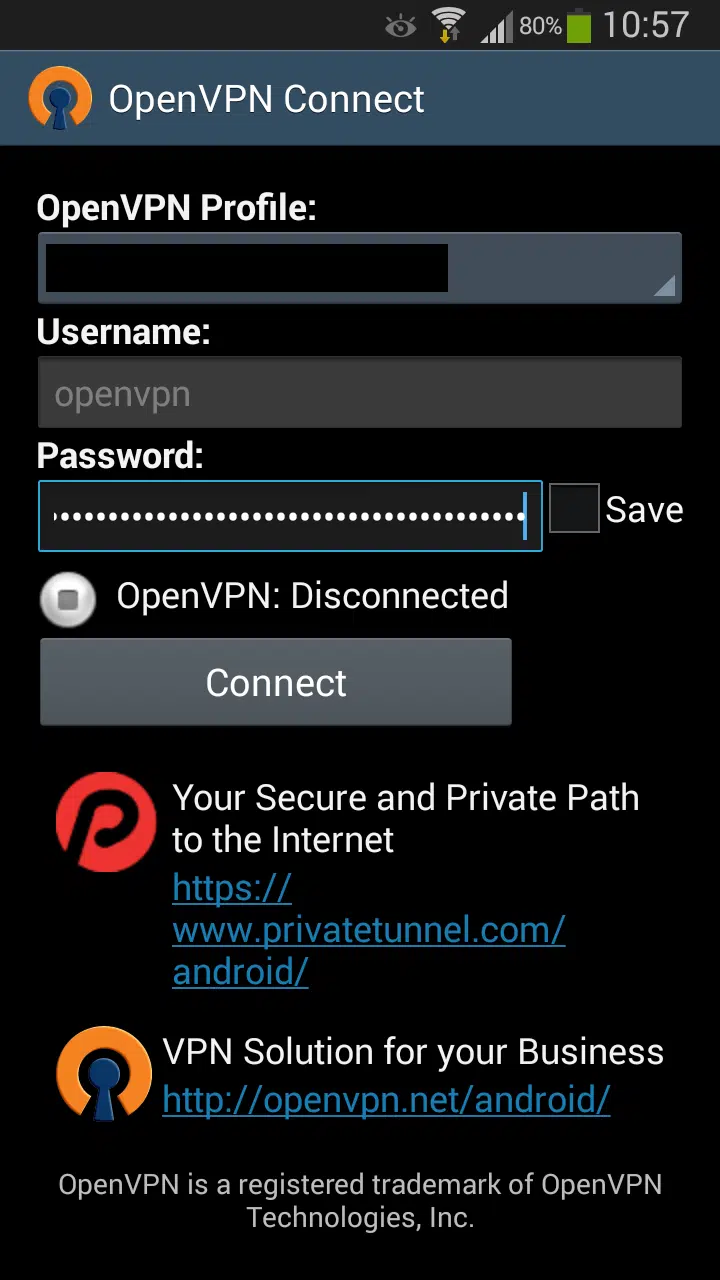 80% 10:57
OpenVPN Connect
OpenVPN Profile:
Username:
openvpn
Password:
Save
OpenVPN: Disconnected
Connect
Your Secure and Private Path
to the Internet
https://
www.privatetunnel.com/
android/
VPN Solution for your Business
http://openvpn.net/android/
OpenVPN is a registered trademark of OpenVPN
Technologies, Inc.